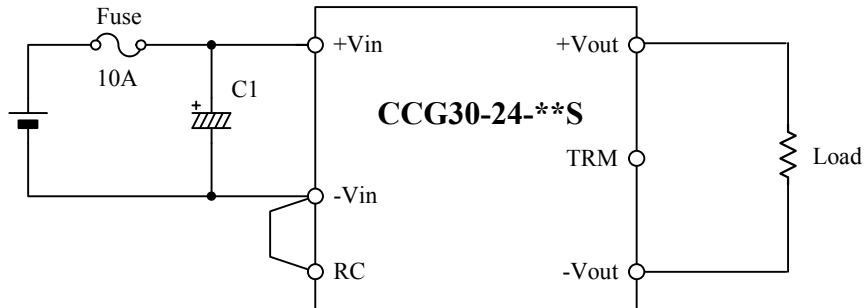 Fuse
10A
C1
+
+Vin
+Vout
CCG30-24-**S
TRM
Load
-Vin
RC
-Vout